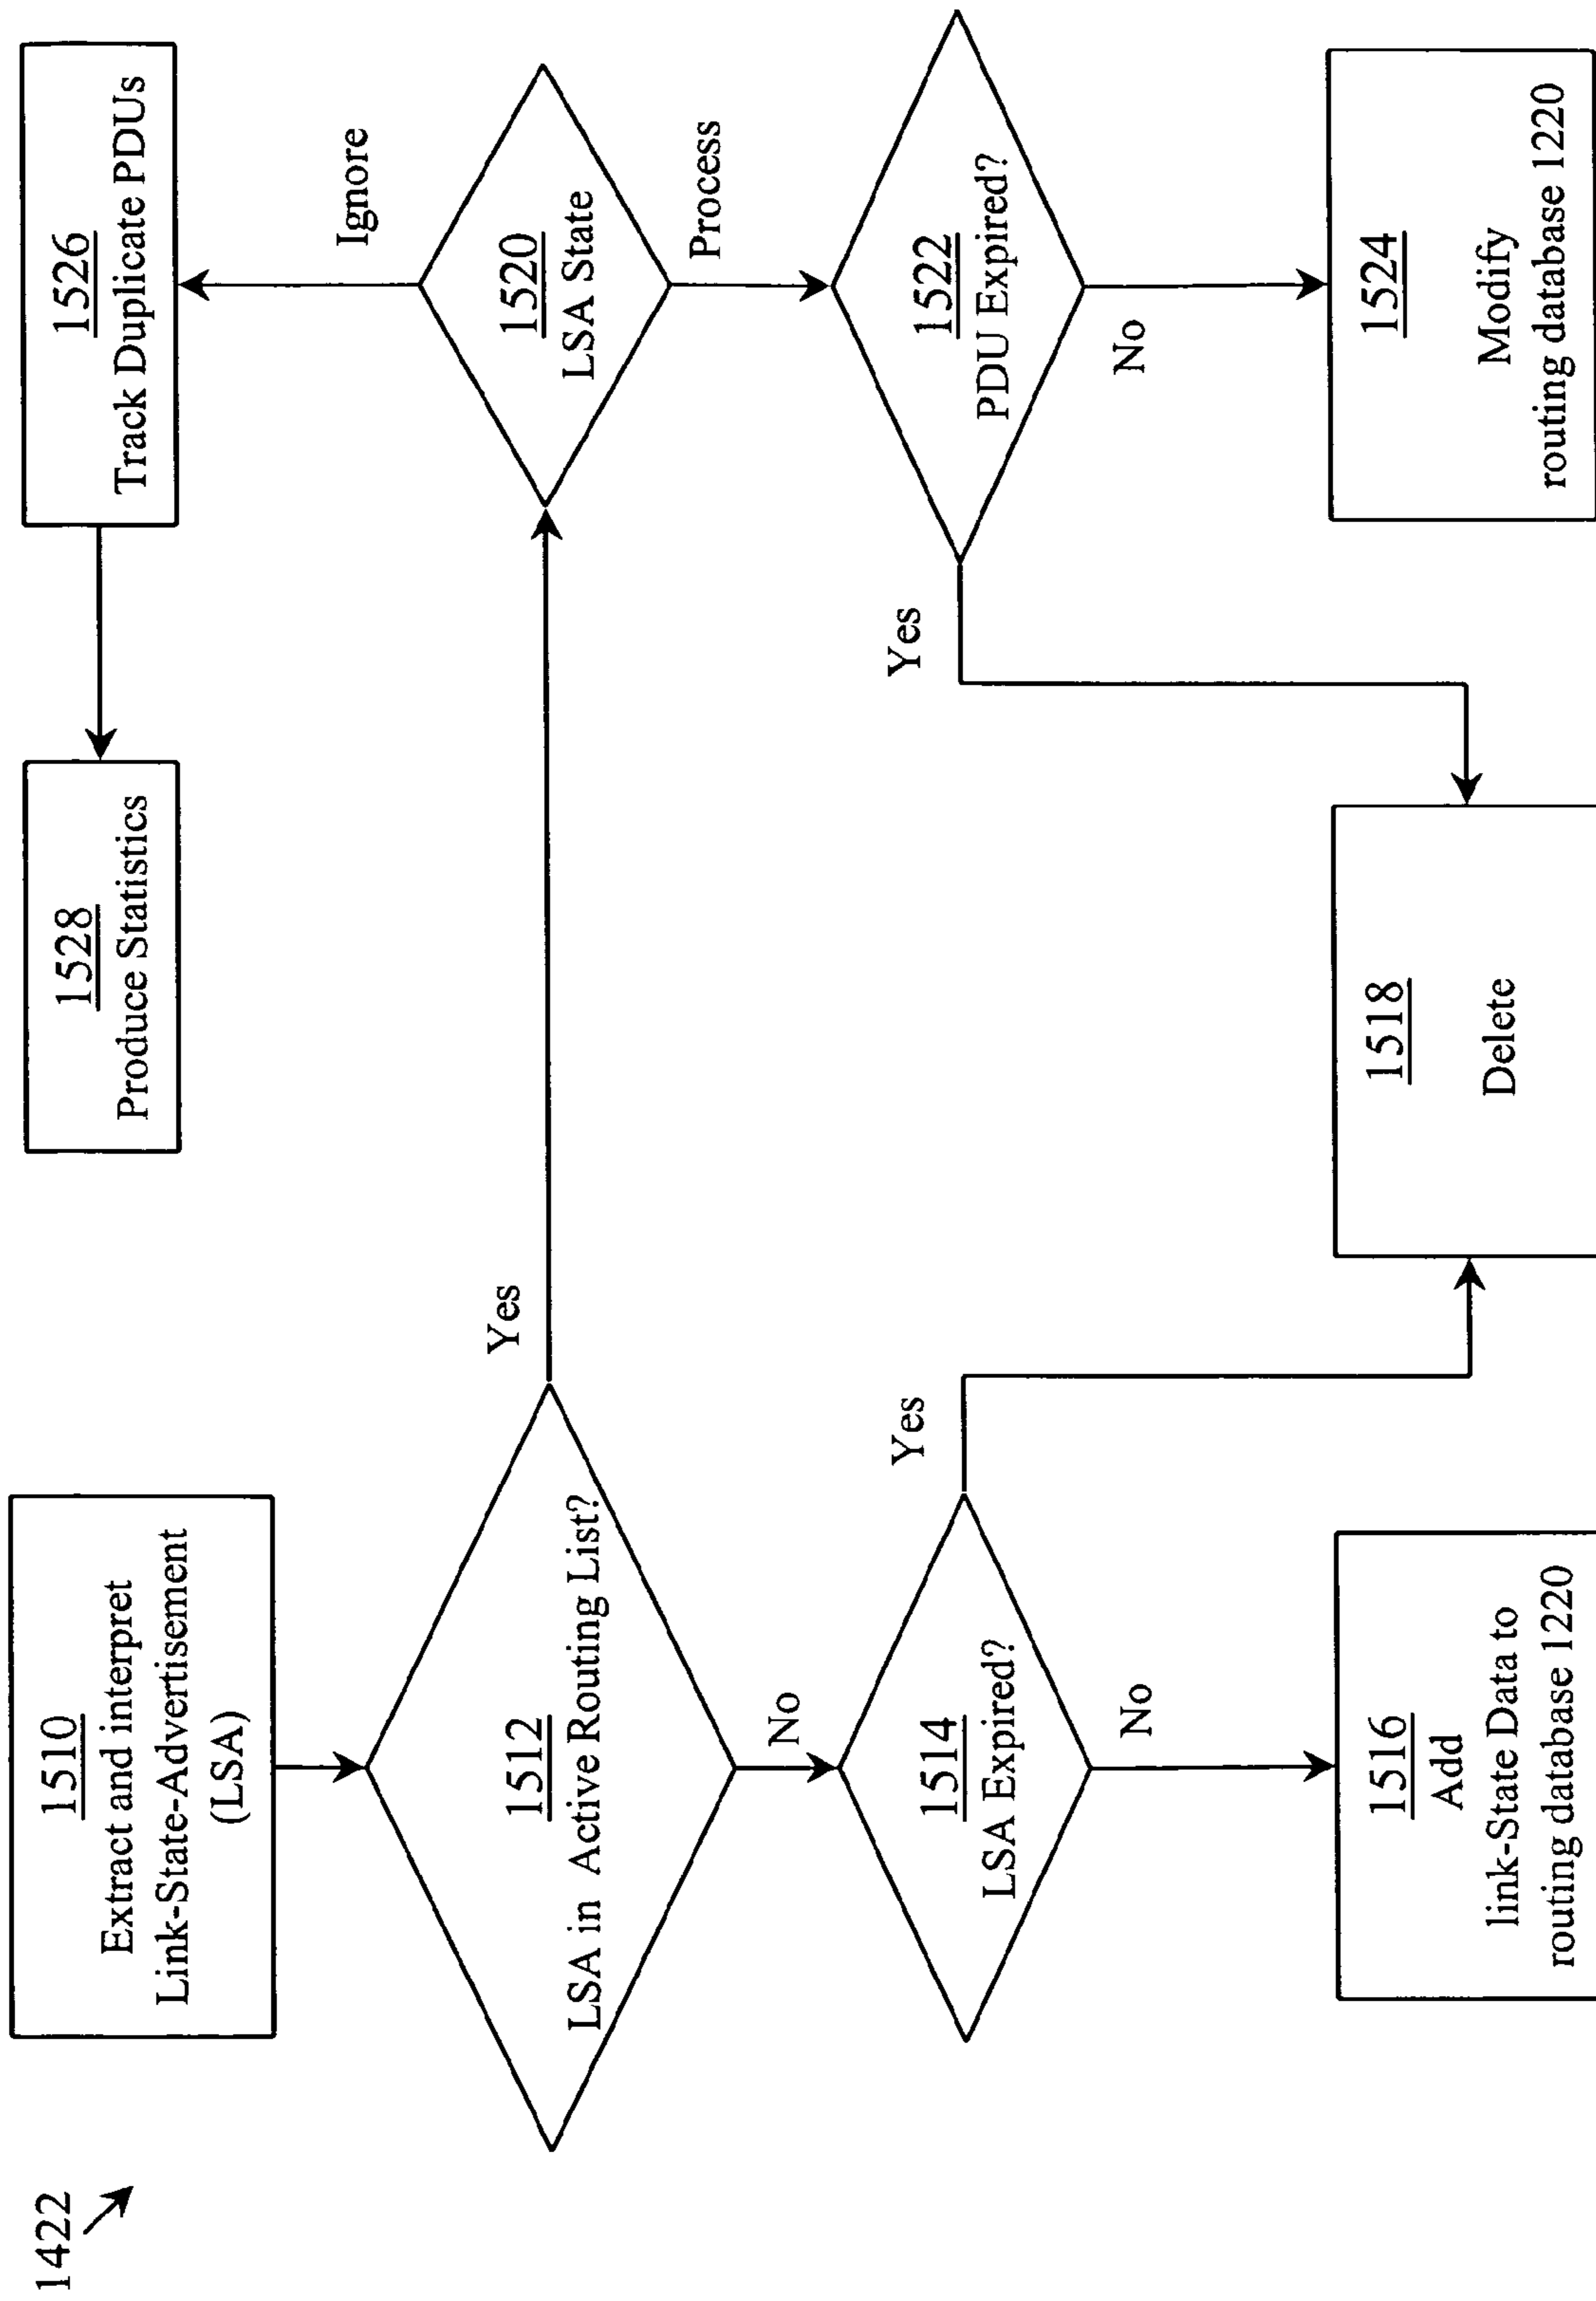 1422
1510
Extract and interpret
Link-State-Advertisement
(LSA)
1512
LSA in Active Routing List?
Yes
No
1514
LSA Expired?
Yes
No
1516
Add
link-State Data to
routing database 1220
1518
Delete
1528
Produce Statistics
1526
Track Duplicate PDUs
Ignore
1520
LSA State
Process
1522
PDU Expired?
Yes
No
1524
Modify
routing database 1220